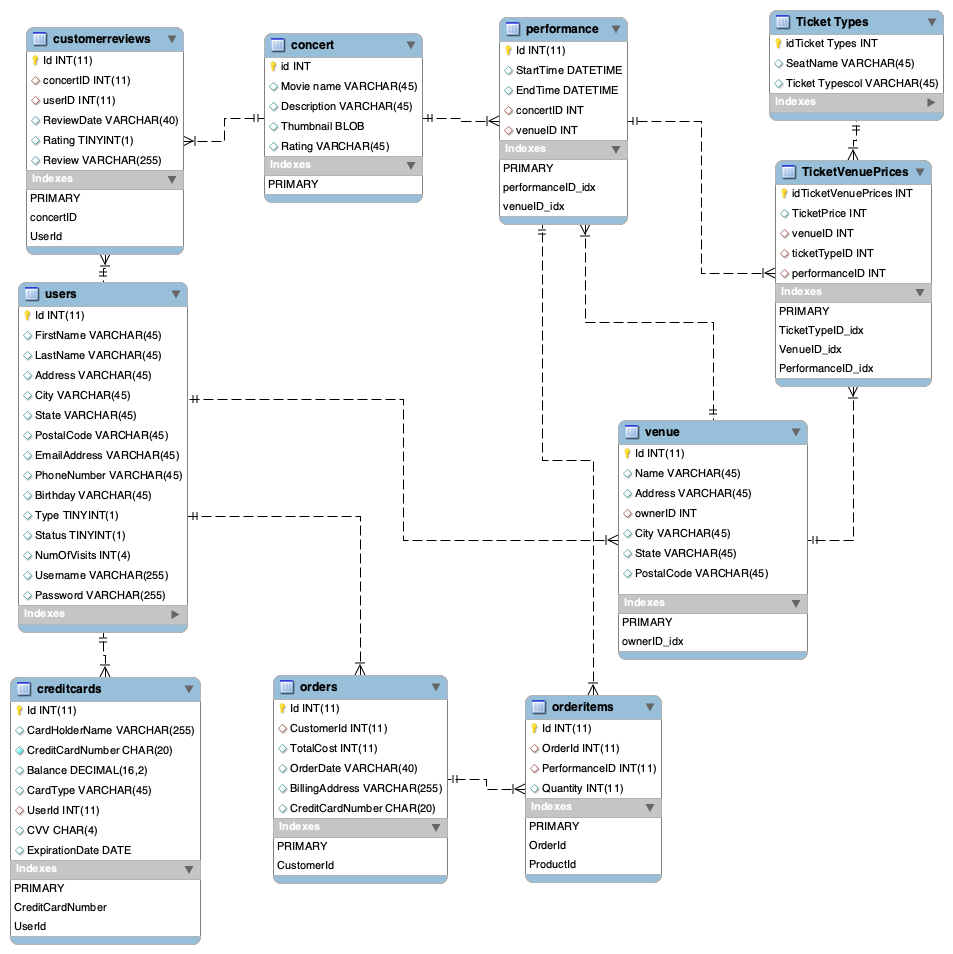 customerreviews
Id INT(11)
concertID INT(11)
userID INT(11)
ReviewDate VARCHAR(40)
Rating TINYINT(1)
Review VARCHAR(255)
Indexes
PRIMARY
concertID
UserId
concert
id INT
Movie name VARCHAR(45)
Description VARCHAR(45)
Thumbnail BLOB
Rating VARCHAR(45)
Indexes
PRIMARY
performance
Id INT(11)
StartTime DATETIME
EndTime DATETIME
concertID INT
venueID INT
Indexes
PRIMARY
performanceID_idx
venueID_idx
Ticket Types
idTicket Types INT
SeatName VARCHAR(45)
Ticket Typescol VARCHAR(45)
Indexes
TicketVenuePrices
idTicketVenuePrices INT
TicketPrice INT
venueID INT
ticketTypeID INT
performanceID INT
Indexes
PRIMARY
TicketTypeID_idx
VenueID_idx
PerformanceID_idx
users
Id INT(11)
FirstName VARCHAR(45)
LastName VARCHAR(45)
Address VARCHAR(45)
City VARCHAR(45)
State VARCHAR(45)
PostalCode VARCHAR(45)
EmailAddress VARCHAR(45)
PhoneNumber VARCHAR(45)
Birthday VARCHAR(45)
Type TINYINT(1)
Status TINYINT(1)
NumOfVisits INT(4)
Username VARCHAR(255)
Password VARCHAR(255)
Indexes
venue
Id INT(11)
Name VARCHAR(45)
Address VARCHAR(45)
ownerID INT
City VARCHAR(45)
State VARCHAR(45)
PostalCode VARCHAR(45)
Indexes
PRIMARY
ownerID_idx
creditcards
Id INT(11)
CardHolderName VARCHAR(255)
CreditCardNumber CHAR(20)
Balance DECIMAL(16,2)
CardType VARCHAR(45)
UserId INT(11)
CVV CHAR(4)
ExpirationDate DATE
Indexes
PRIMARY
CreditCardNumber
UserId
orders
Id INT(11)
CustomerId INT(11)
TotalCost INT(11)
OrderDate VARCHAR(40)
BillingAddress VARCHAR(255)
CreditCardNumber CHAR(20)
Indexes
PRIMARY
CustomerId
orderitems
Id INT(11)
OrderId INT(11)
PerformanceID INT(11)
Quantity INT(11)
Indexes
PRIMARY
OrderId
ProductId